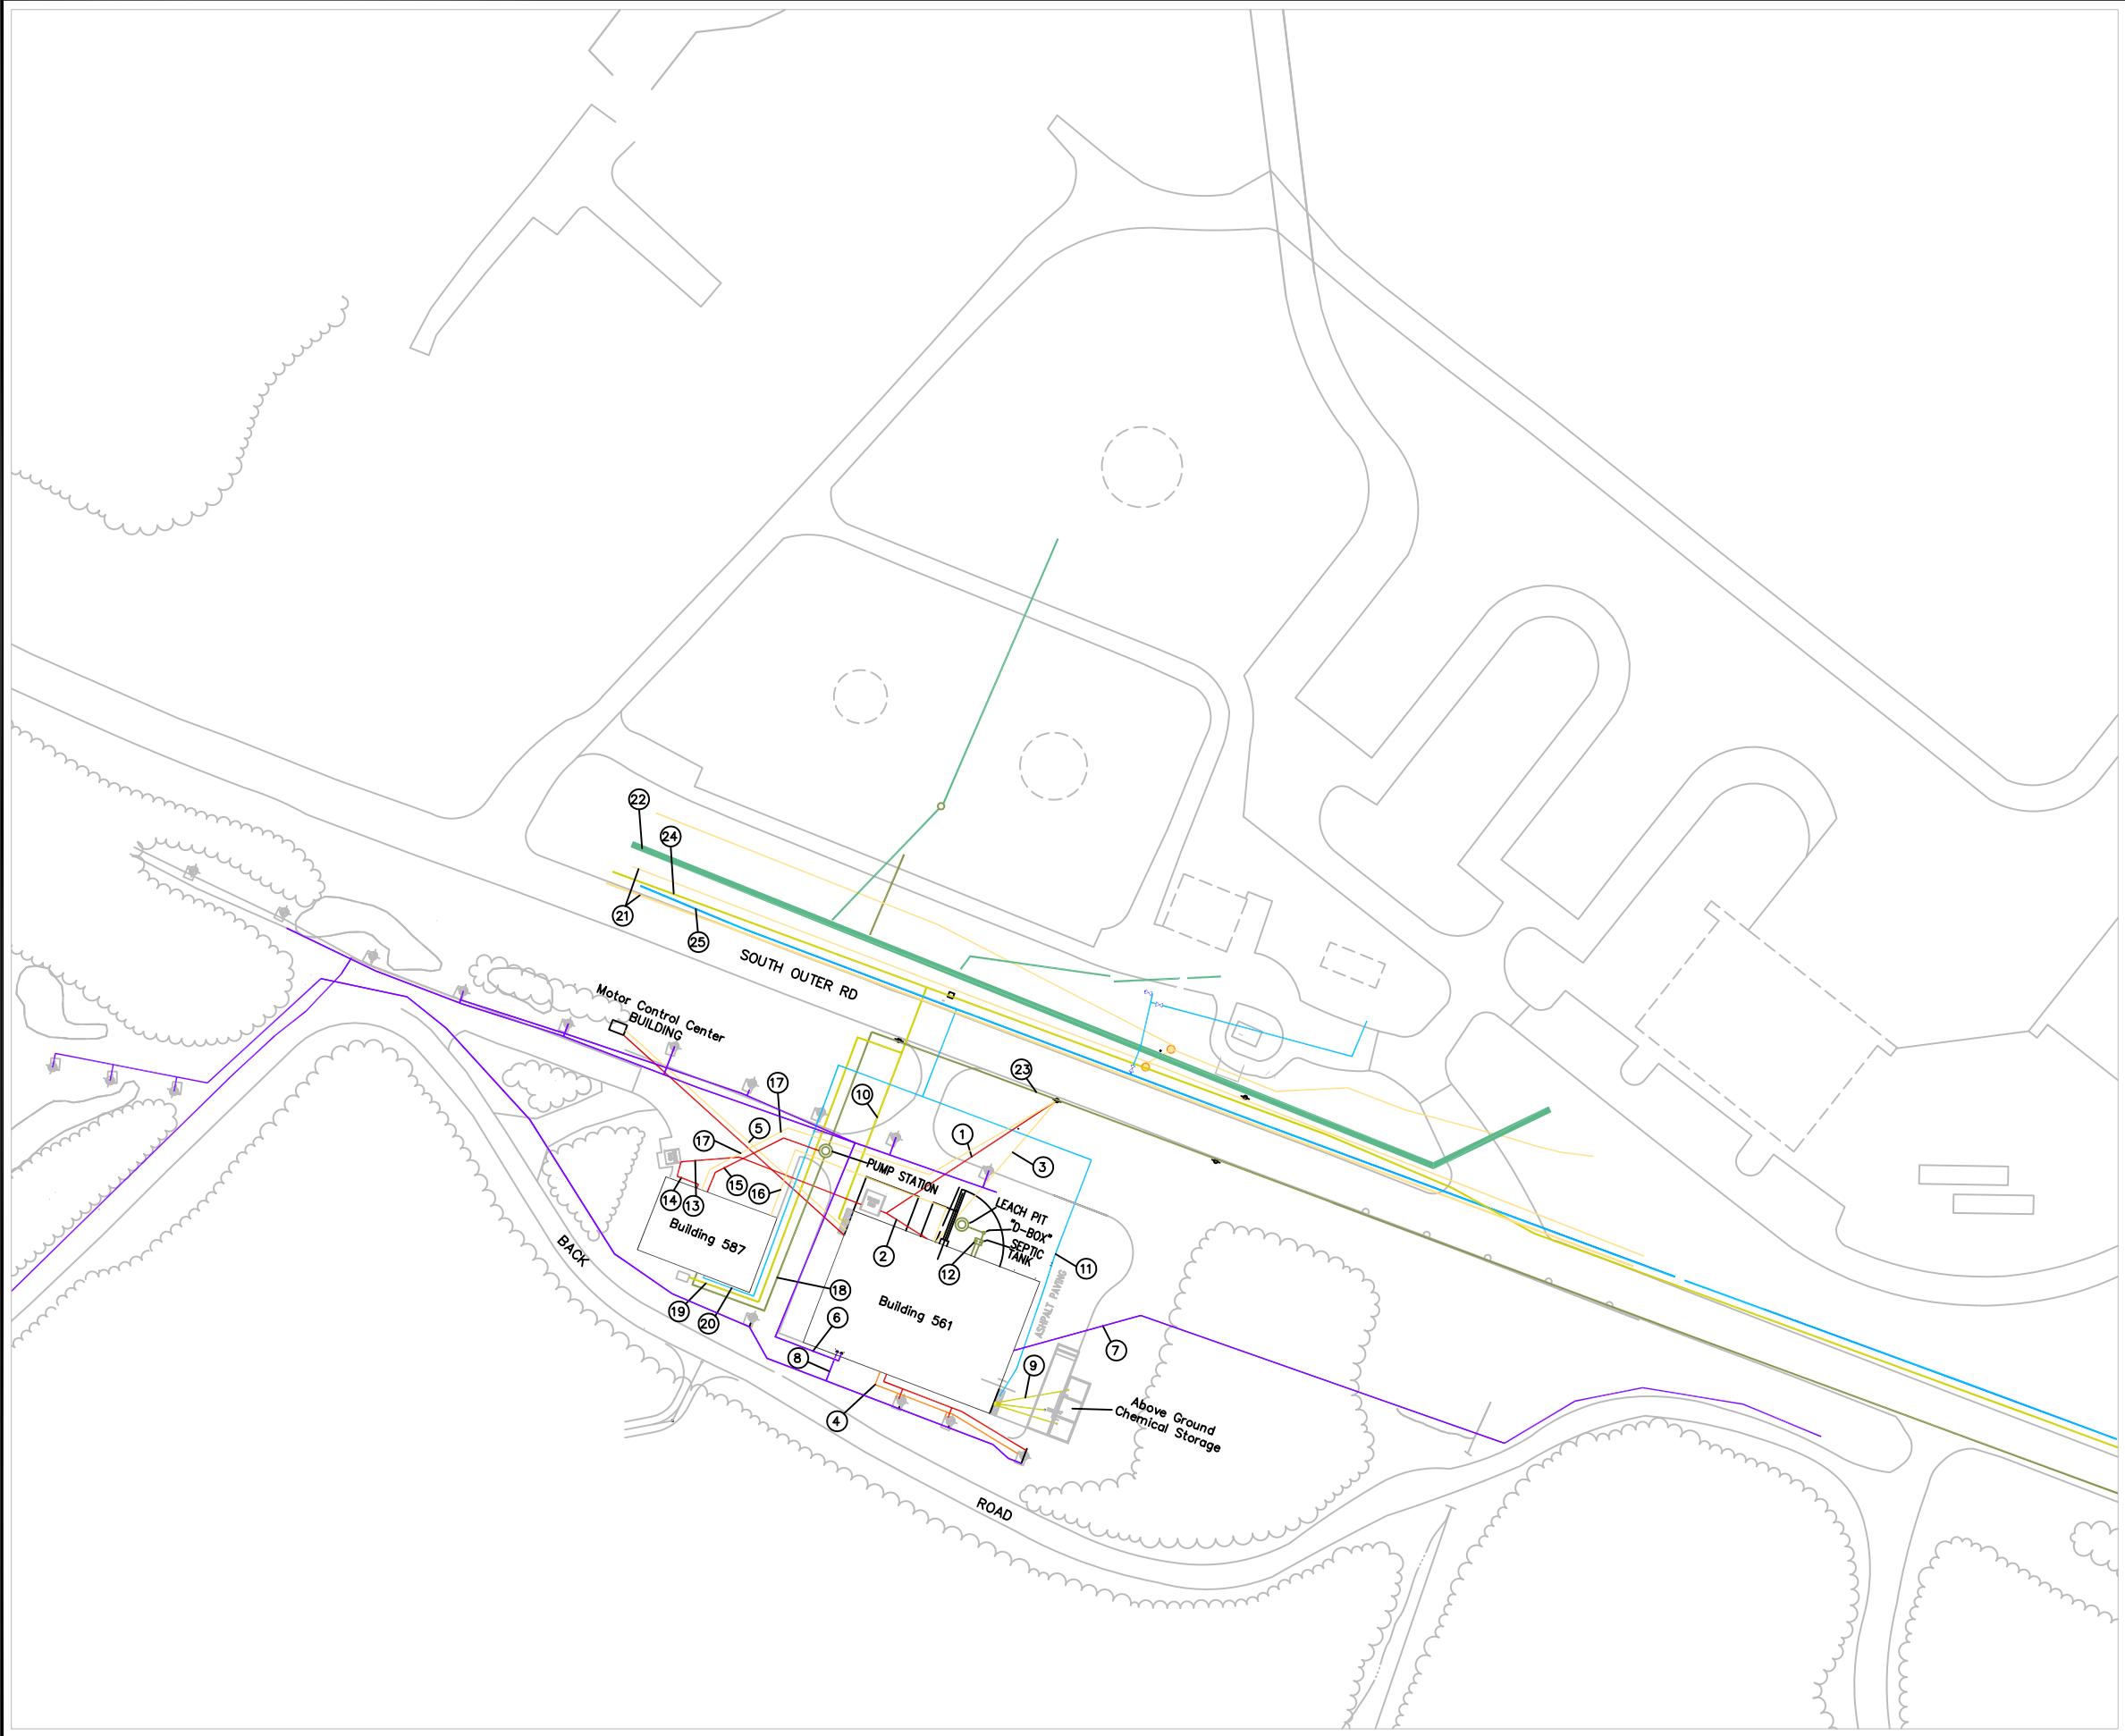 22
24
21
25
SOUTH OUTER RD
Motor Control Center
BUILDING
23
17
10
5
1
17
3
PUMP STATION
15
16
14
13
LEACH PIT
"D-BOX"
SEPTIC
TANK
Building 587
2
12
11
BACK
18
ASHPALT PAVING
19
20
6
Building 561
8
7
9
4
Above Ground
Chemical Storage
ROAD